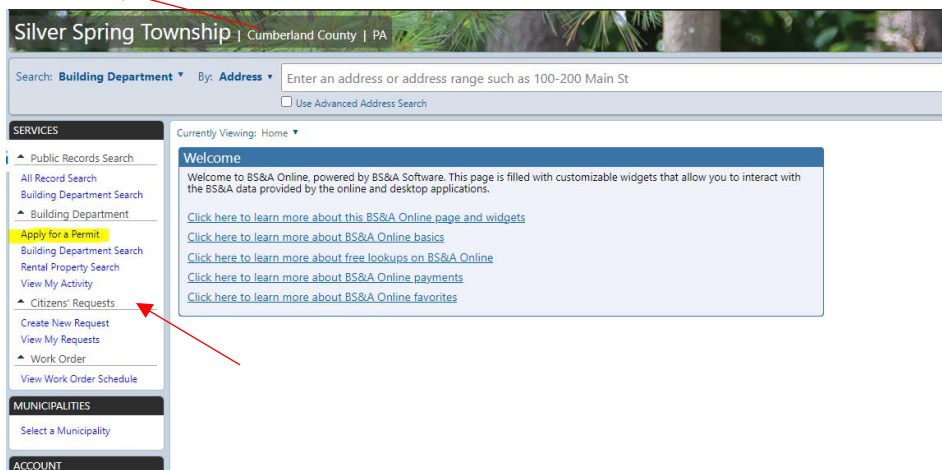 Silver Spring Township | Cumberland County | PA
Search: Building Department By: Address Enter an address or address range such as 100-200 Main St
Use Advanced Address Search
SERVICES
Public Records Search
All Record Search
Building Department Search
Building Department
Apply for a Permit
Building Department Search
Rental Property Search
View My Activity
Citizens' Requests
Create New Request
View My Requests
Work Order
View Work Order Schedule
MUNICIPALITIES
Select a Municipality
ACCOUNT
Currently Viewing: Home
Welcome
Welcome to BS&A Online, powered by BS&A Software. This page is filled with customizable widgets that allow you to interact with
the BS&A data provided by the online and desktop applications.
Click here to learn more about this BS&A Online page and widgets
Click here to learn more about BS&A Online basics
Click here to learn more about free lookups on BS&A Online
Click here to learn more about BS&A Online payments
Click here to learn more about BS&A Online favorites